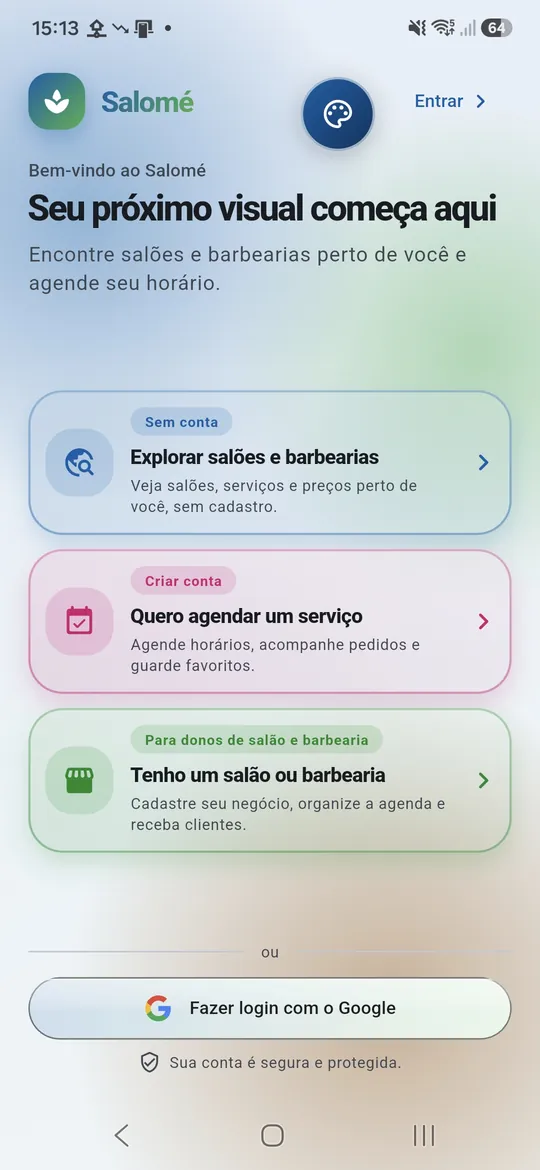 15:13
64
Salomé
Entrar
Bem-vindo ao Salomé
Seu próximo visual começa aqui
Encontre salões e barbearias perto de você e
agende seu horário.
Sem conta
Explorar salões e barbearias
Veja salões, serviços e preços perto de
você, sem cadastro.
Criar conta
Quero agendar um serviço
Agende horários, acompanhe pedidos e
guarde favoritos.
Para donos de salão e barbearia
Tenho um salão ou barbearia
Cadastre seu negócio, organize a agenda e
receba clientes.
ou
Fazer login com o Google
Sua conta é segura e protegida.